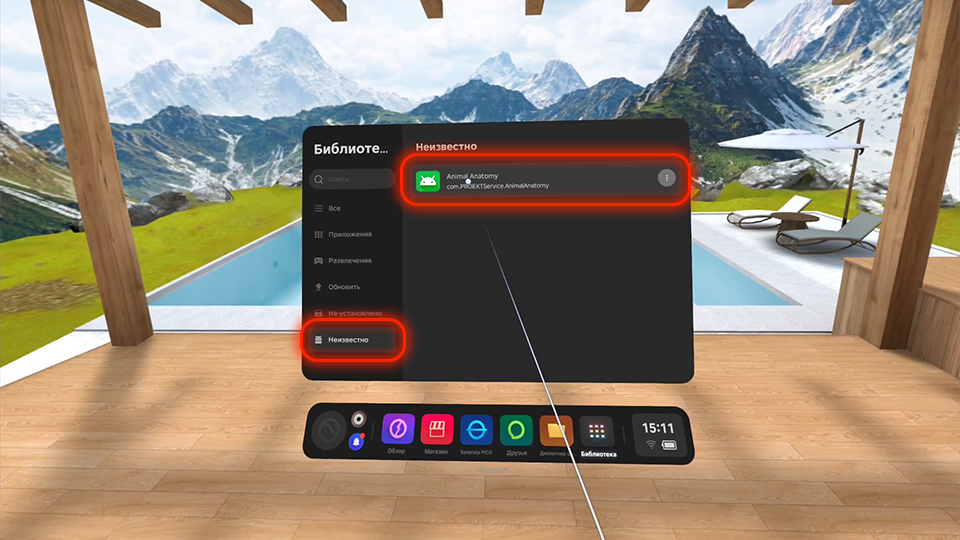 Библиоте...
Поиск
Все
Приложения
Развлечения
Обновить
Не установлено
Неизвестно
Неизвестно
Animal Anatomy
com.PROEKTService.AnimalAnatomy
Обзор
Магазин
Браузер PICO
Друзья
Диспетчер
Библиотека
15:11